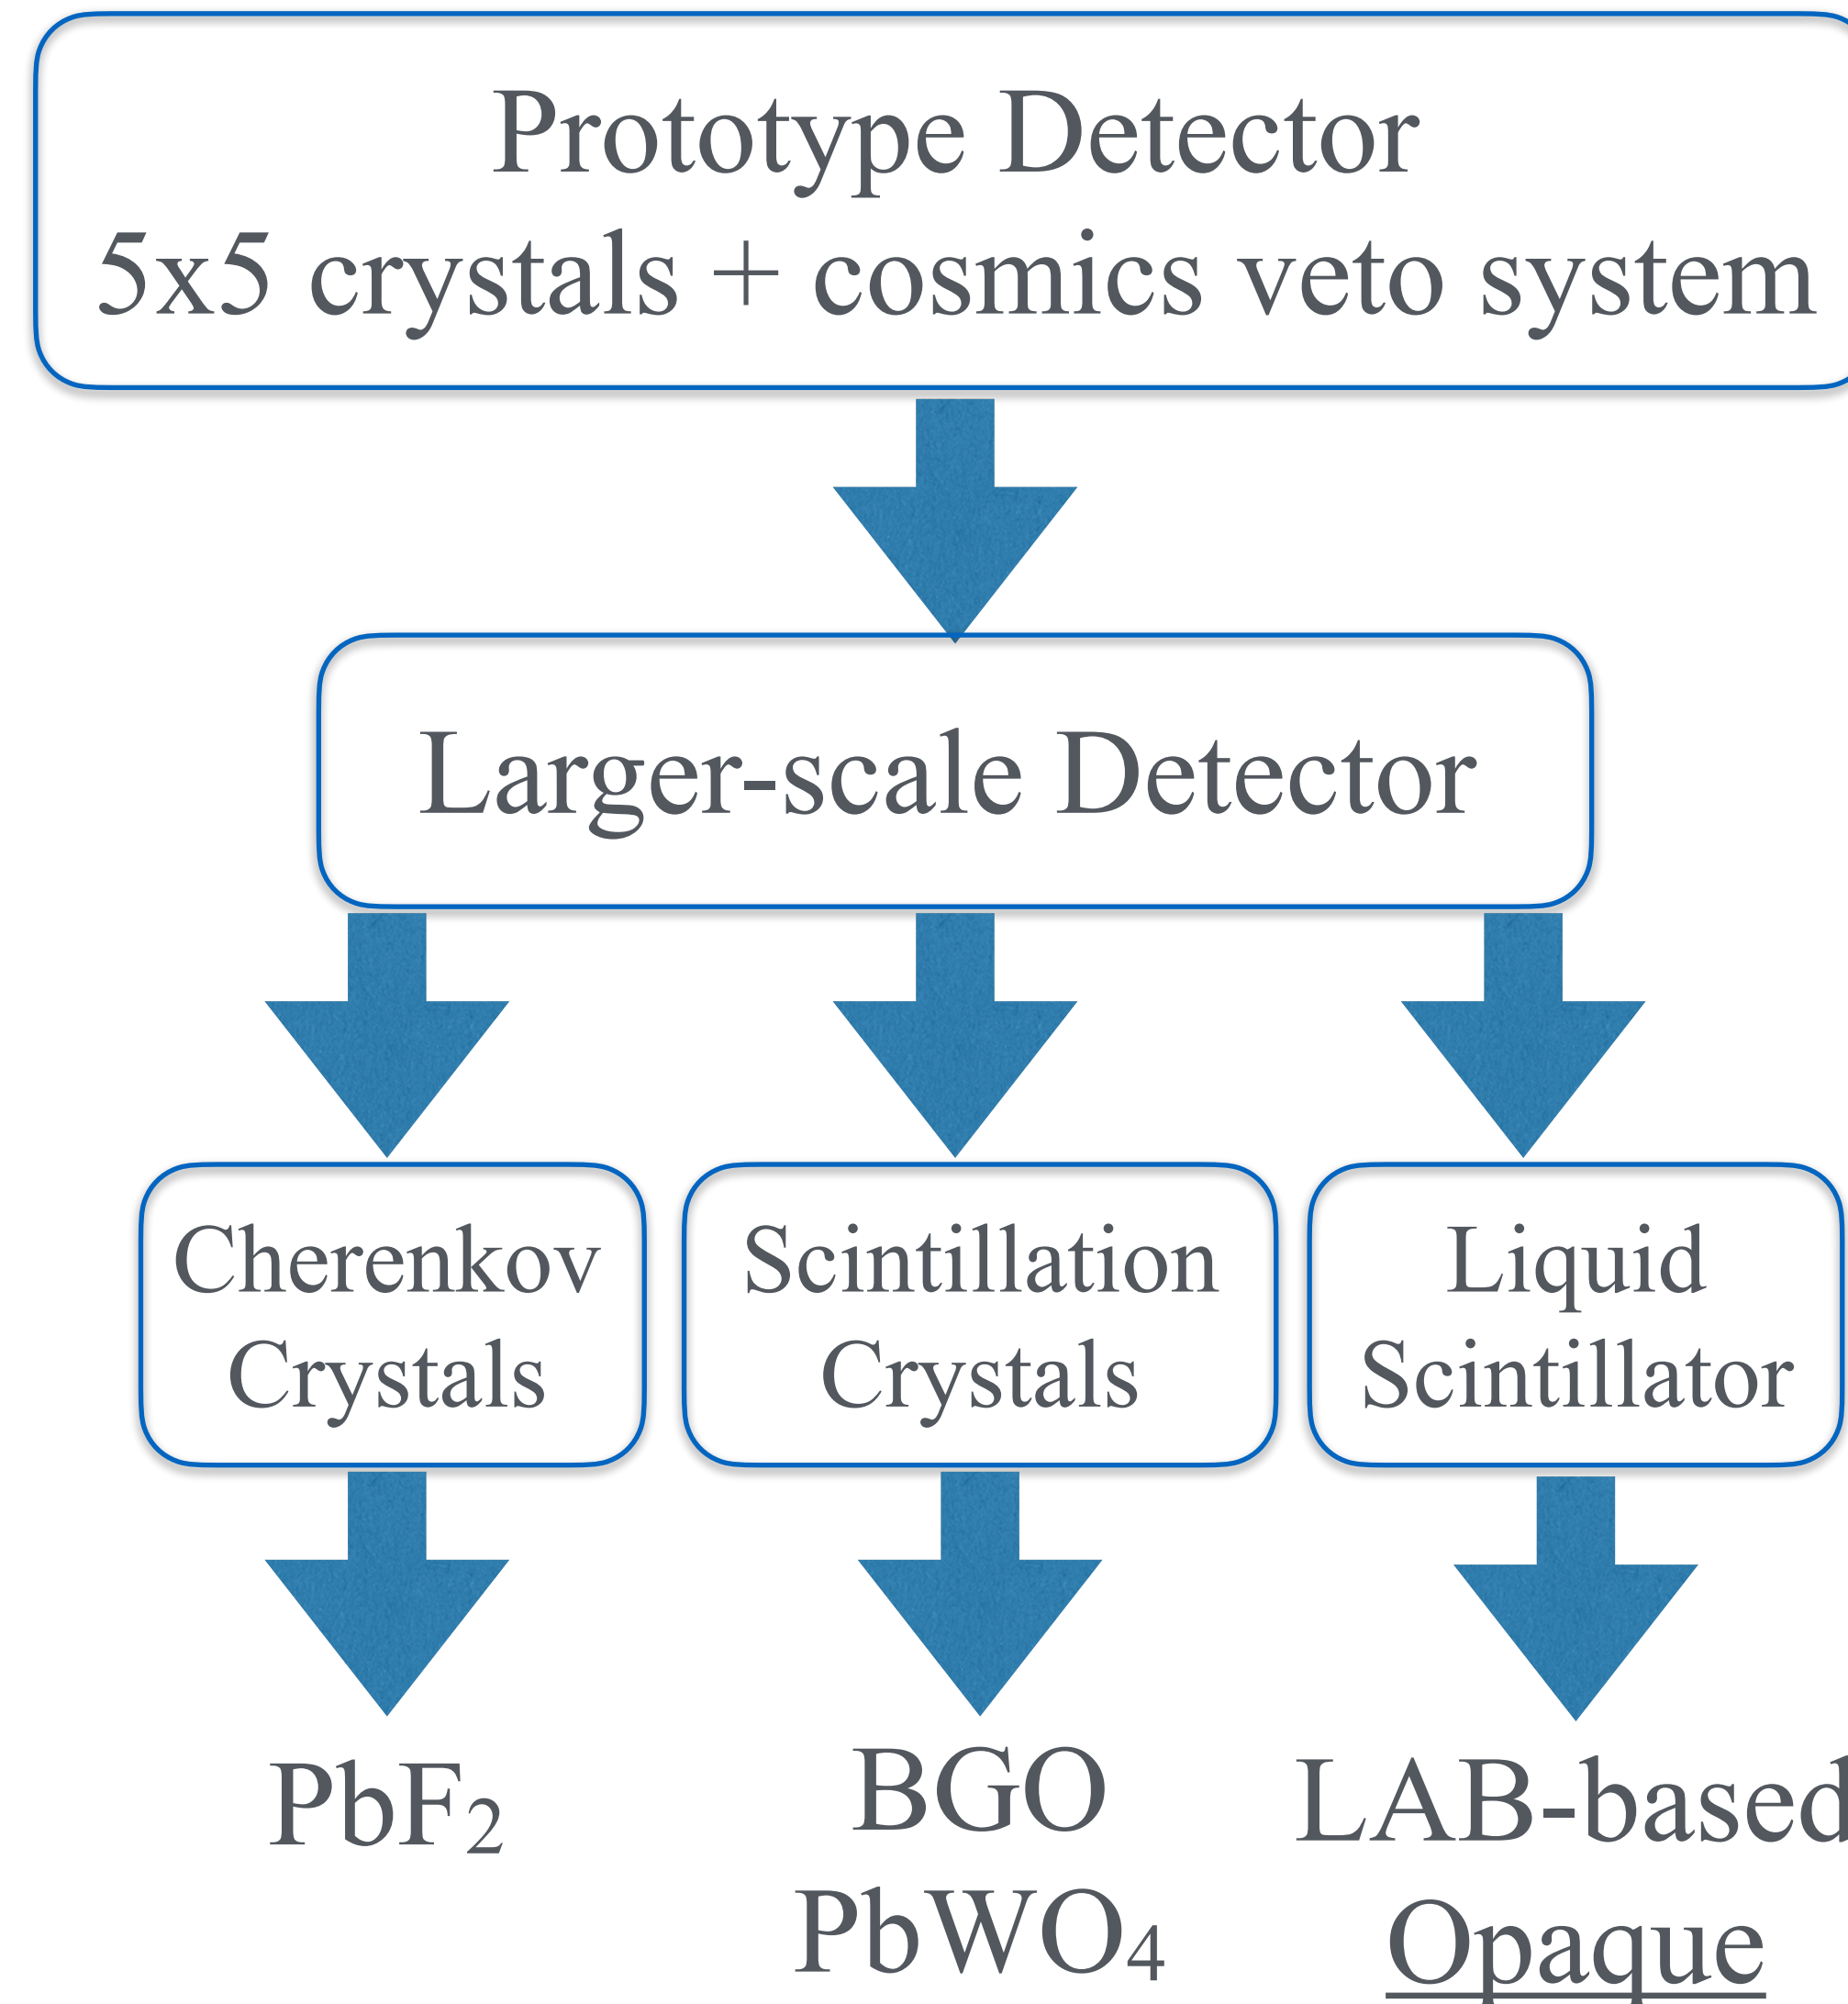 Prototype Detector
5x5 crystals + cosmics veto system
Larger-scale Detector
Cherenkov
Crystals
Scintillation
Crystals
Liquid
Scintillator
PbF₂
BGO
PbWO₄
LAB-based
Opaque